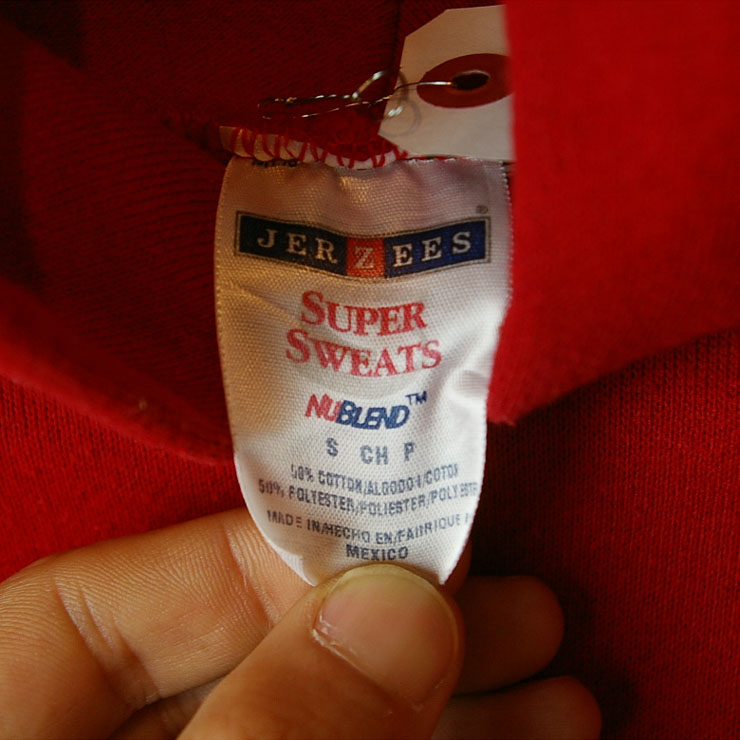 JERZEES®
SUPER
SWEATS
NUBLEND™
S CH P
50% COTTON/ALGODON/COTON
50% POLYESTER/POLIESTER/POLYESTER
MADE IN/HECHO EN/FABRIQUE
MEXICO